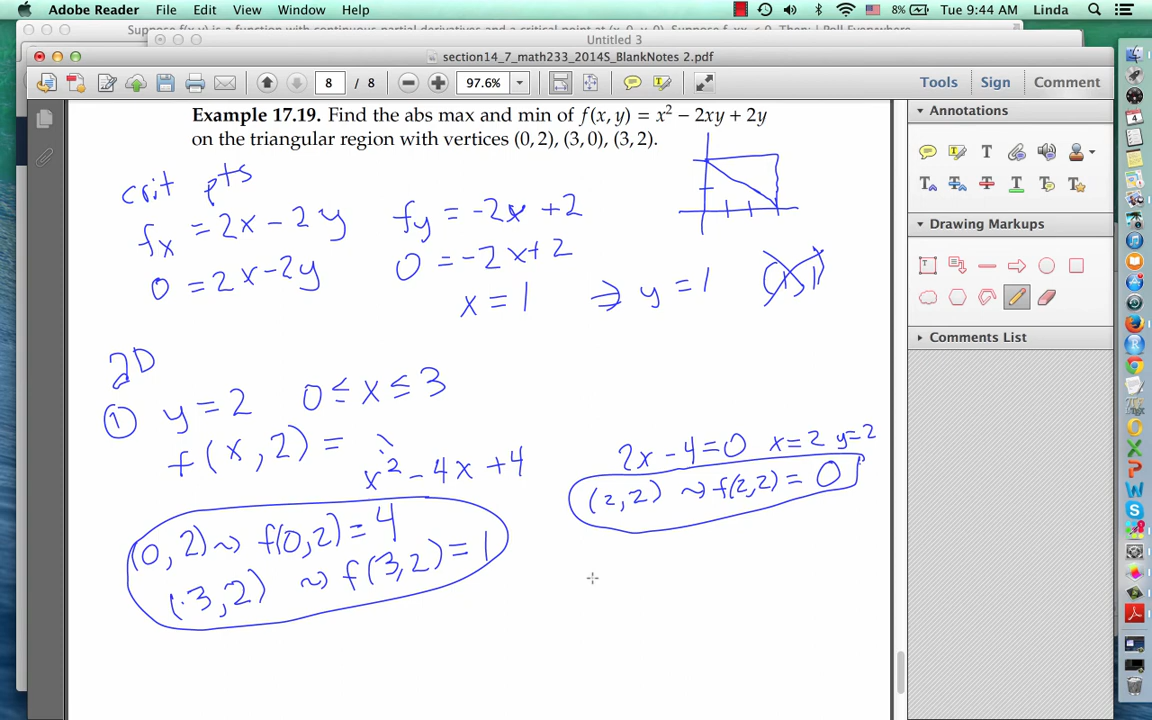 Adobe Reader File Edit View Window Help 8% Tue 9:44 AM Linda
Untitled 3
section14_7_math233_2014S_BlankNotes 2.pdf
8 / 8 97.6% Tools Sign Comment
Example 17.19. Find the abs max and min of f(x, y) = x² − 2xy + 2y
on the triangular region with vertices (0, 2), (3, 0), (3, 2).
crit pts
fx = 2x - 2y fy = -2x + 2
0 = 2x - 2y 0 = -2x + 2
x = 1 ⇒ y = 1 (1,1)
2D
① y = 2 0 ≤ x ≤ 3
f(x, 2) = x² - 4x + 4
2x - 4 = 0 x = 2 y = 2
(2,2) ⤳ f(2,2) = 0
(0, 2) ⤳ f(0,2) = 4
(3,2) ⤳ f(3,2) = 1
Annotations
Drawing Markups
Comments List